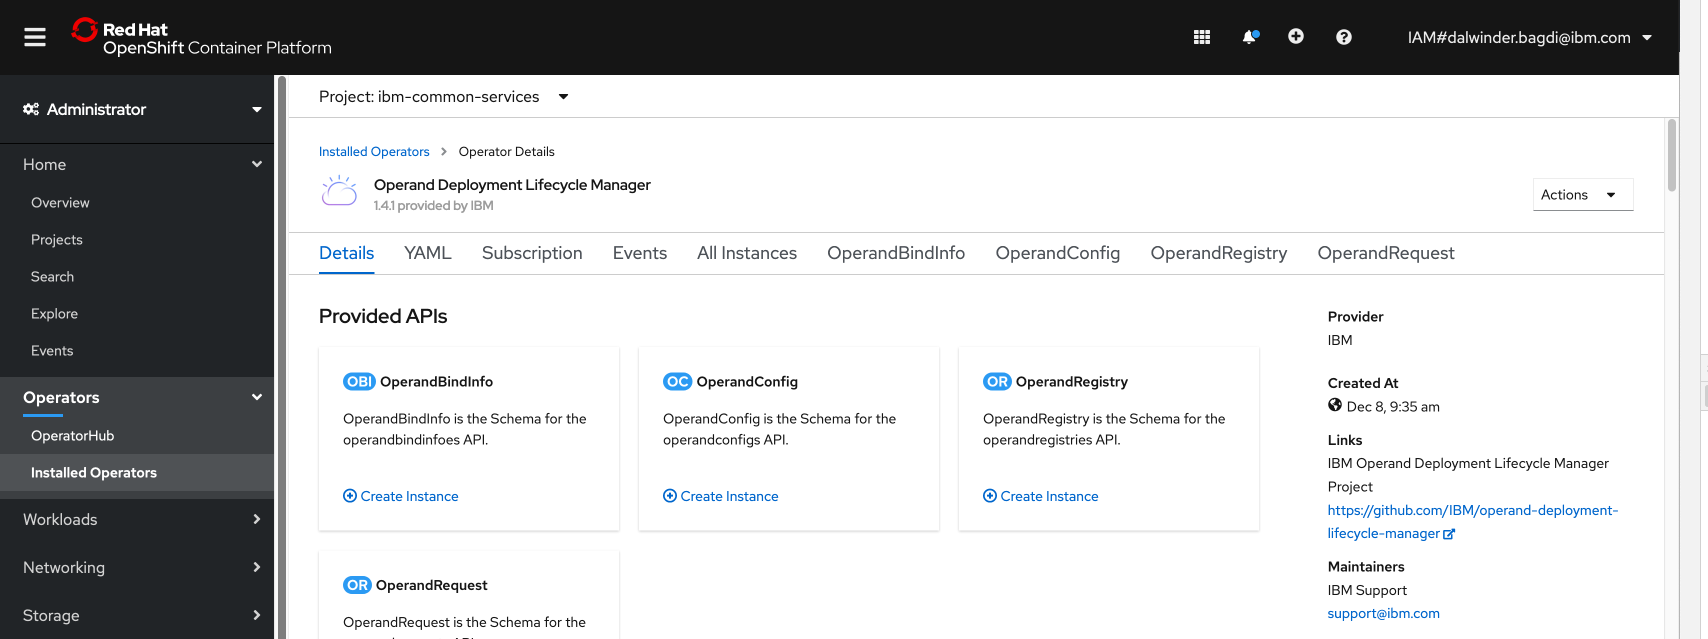 Red Hat
OpenShift Container Platform
IAM#dalwinder.bagdi@ibm.com
Administrator
Home
Overview
Projects
Search
Explore
Events
Operators
OperatorHub
Installed Operators
Workloads
Networking
Storage
Project: ibm-common-services
Installed Operators > Operator Details
Operand Deployment Lifecycle Manager
1.4.1 provided by IBM
Actions
Details YAML Subscription Events All Instances OperandBindInfo OperandConfig OperandRegistry OperandRequest
Provided APIs
OBI OperandBindInfo
OperandBindInfo is the Schema for the
operandbindinfoes API.
Create Instance
OC OperandConfig
OperandConfig is the Schema for the
operandconfigs API.
Create Instance
OR OperandRegistry
OperandRegistry is the Schema for the
operandregistries API.
Create Instance
OR OperandRequest
OperandRequest is the Schema for the
Provider
IBM
Created At
Dec 8, 9:35 am
Links
IBM Operand Deployment Lifecycle Manager
Project
https://github.com/IBM/operand-deployment-
lifecycle-manager
Maintainers
IBM Support
support@ibm.com